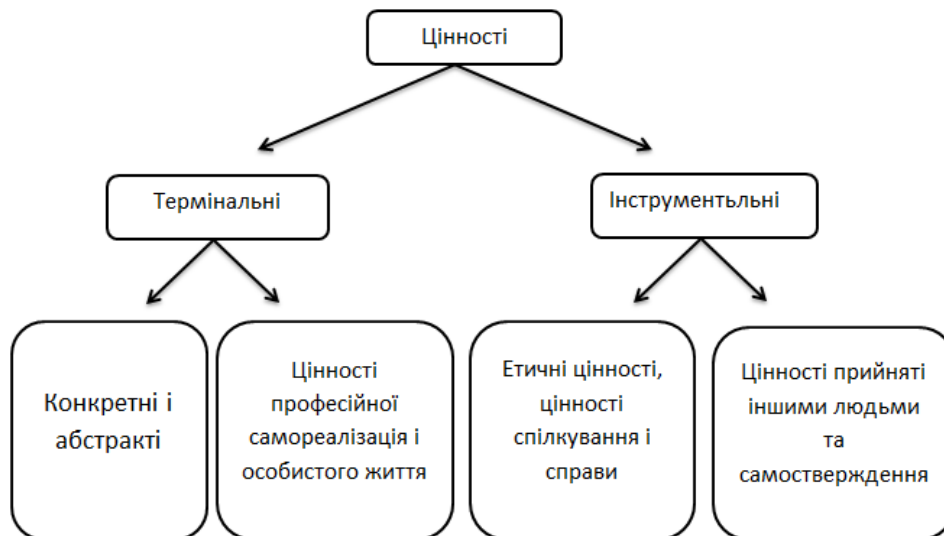 Цінності
Термінальні
Інструментьльні
Конкретні і
абстракті
Цінності
професійної
самореалізація і
особистого життя
Етичні цінності,
цінності
спілкування і
справи
Цінності прийняті
іншими людьми
та
самостверждення